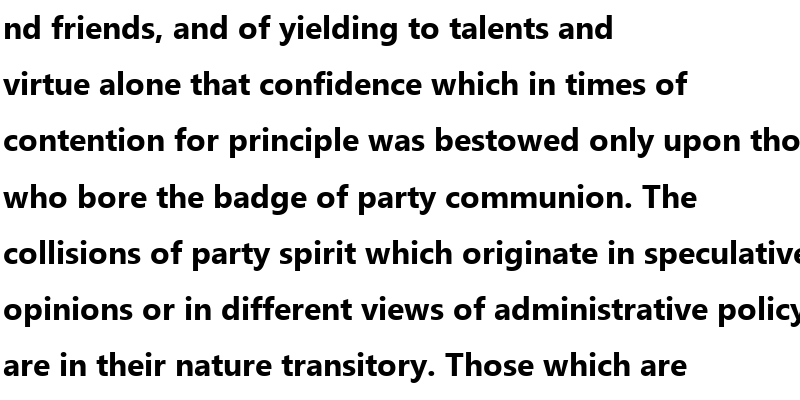 nd friends, and of yielding to talents and
virtue alone that confidence which in times of
contention for principle was bestowed only upon tho
who bore the badge of party communion. The
collisions of party spirit which originate in speculative
opinions or in different views of administrative policy
are in their nature transitory. Those which are